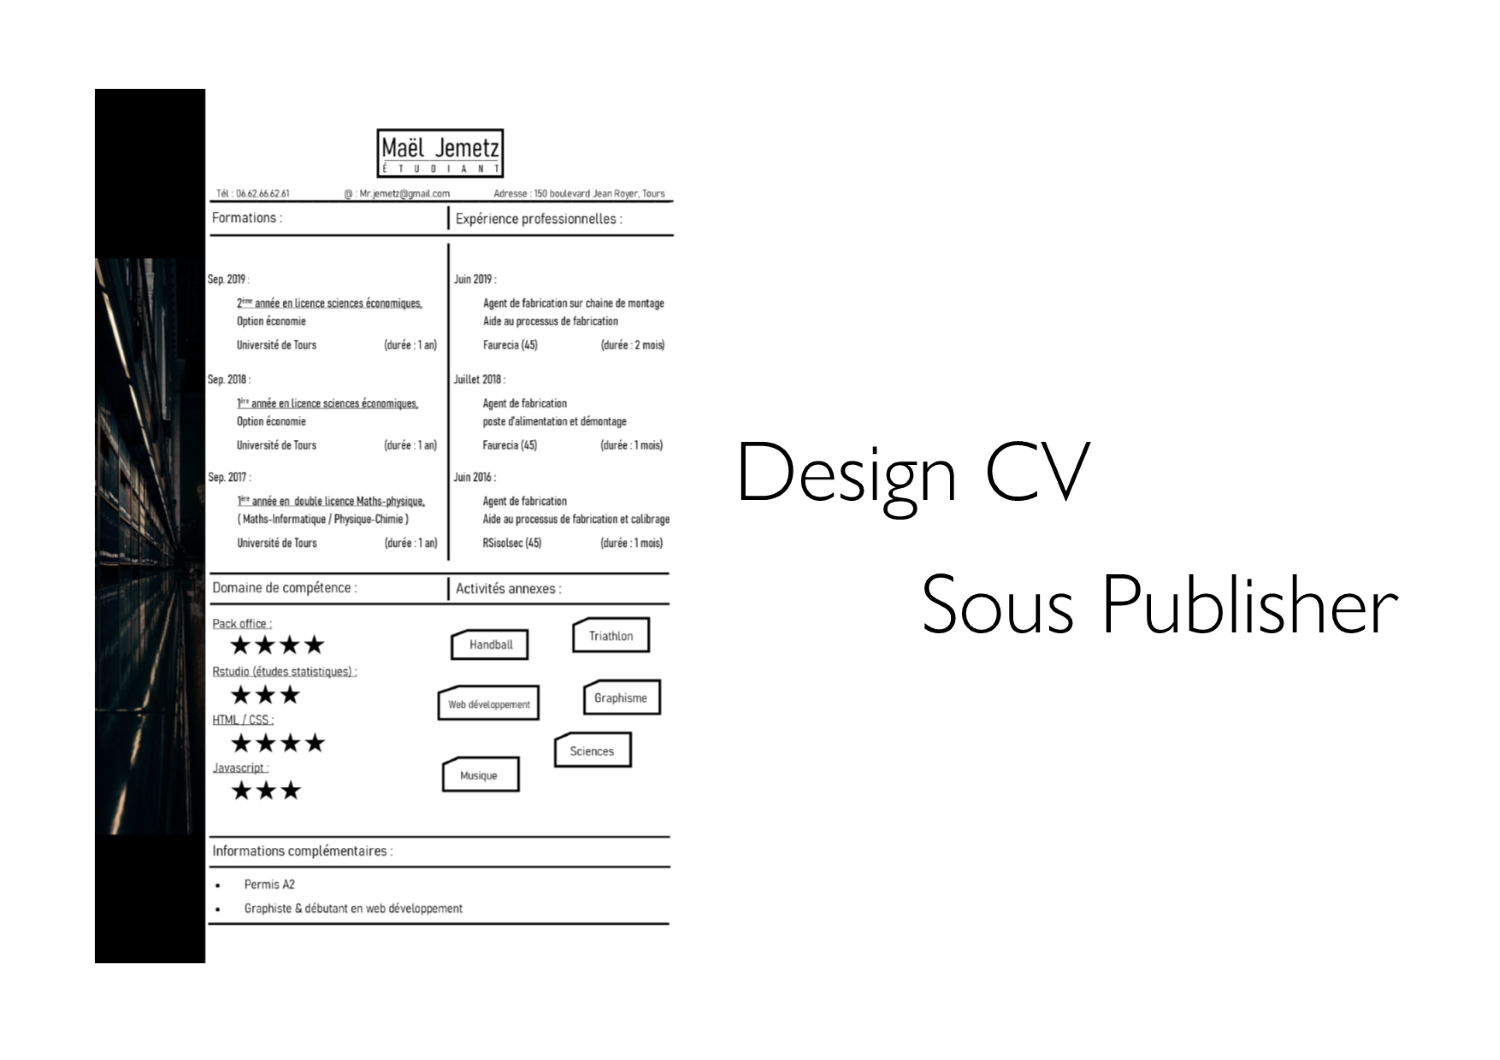 Maël Jemetz
ÉTUDIANT
Tél : 06.62.66.62.61 @ : Mr.jemetz@gmail.com Adresse : 150 boulevard Jean Royer, Tours
Formations :
Sep. 2019 :
2ème année en licence sciences économiques,
Option économie
Université de Tours (durée : 1 an)
Sep. 2018 :
1ère année en licence sciences économiques,
Option économie
Université de Tours (durée : 1 an)
Sep. 2017 :
1ère année en double licence Maths-physique,
( Maths-Informatique / Physique-Chimie )
Université de Tours (durée : 1 an)
Expérience professionnelles :
Juin 2019 :
Agent de fabrication sur chaine de montage
Aide au processus de fabrication
Faurecia (45) (durée : 2 mois)
Juillet 2018 :
Agent de fabrication
poste d'alimentation et démontage
Faurecia (45) (durée : 1 mois)
Juin 2016 :
Agent de fabrication
Aide au processus de fabrication et calibrage
RSisolsec (45) (durée : 1 mois)
Domaine de compétence :
Pack office :
★★★★
Rstudio (études statistiques) :
★★★
HTML / CSS :
★★★★
Javascript :
★★★
Activités annexes :
Handball
Triathlon
Web développement
Graphisme
Sciences
Musique
Informations complémentaires :
• Permis A2
• Graphiste & débutant en web développement
Design CV
Sous Publisher